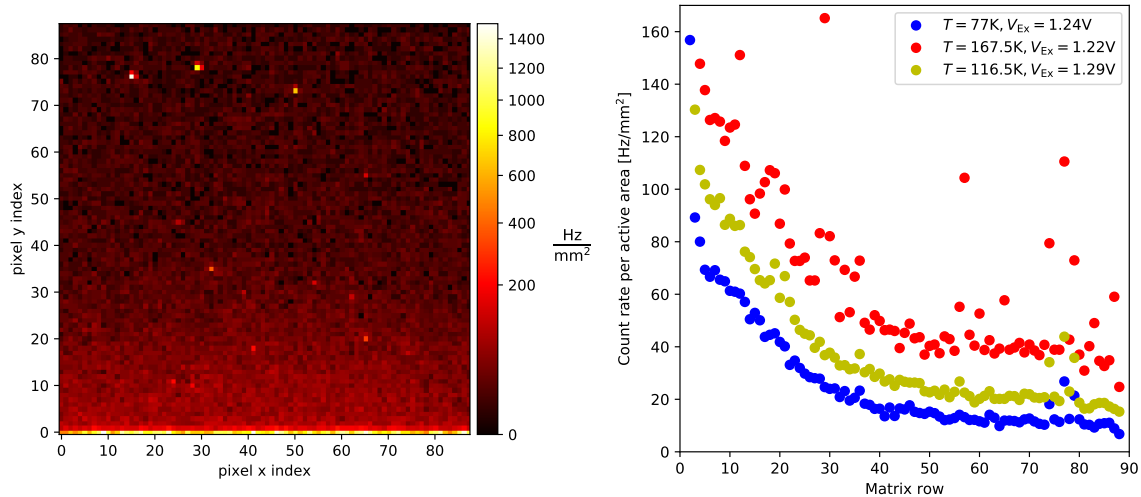 80
70
60
50
40
30
20
10
0
pixel y index
0 10 20 30 40 50 60 70 80
pixel x index
1400
1200
1000
800
600
400
200
0
Hz
mm²
160
140
120
100
80
60
40
20
0
Count rate per active area [Hz/mm²]
T = 77K, V_Ex = 1.24V
T = 167.5K, V_Ex = 1.22V
T = 116.5K, V_Ex = 1.29V
0 10 20 30 40 50 60 70 80 90
Matrix row